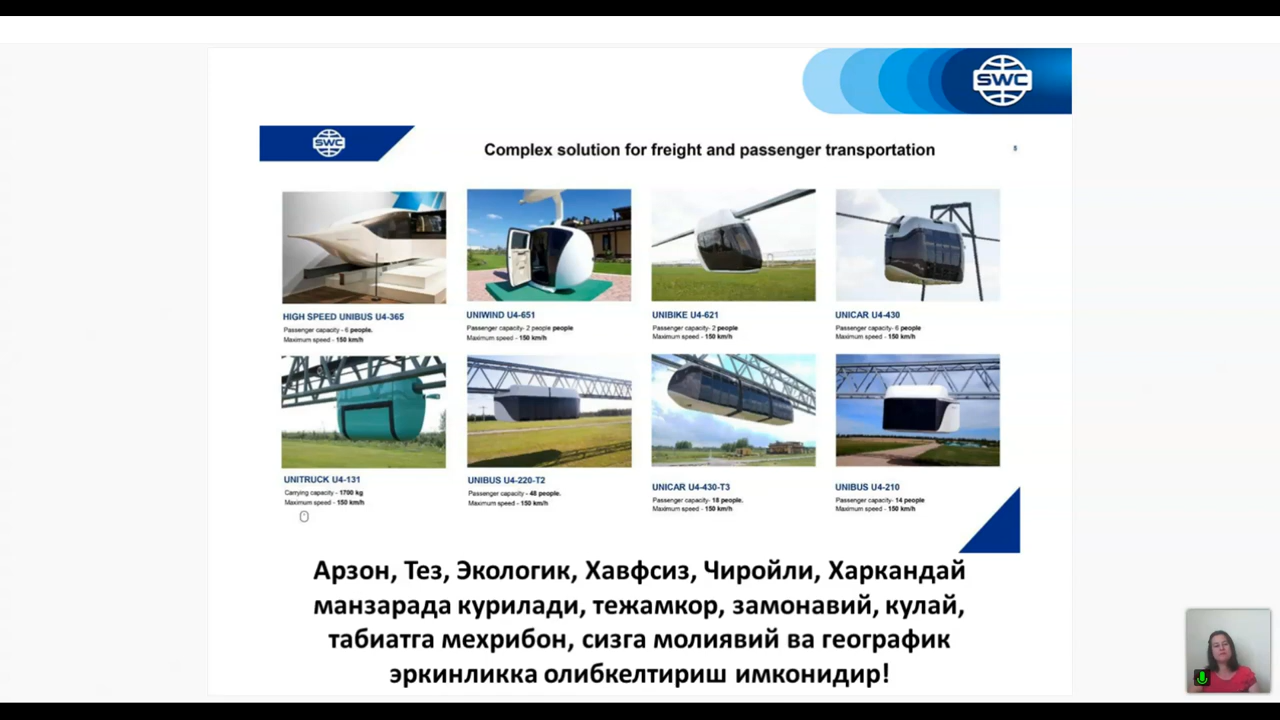 SWC
SWC
Complex solution for freight and passenger transportation
HIGH SPEED UNIBUS U4-365
Passenger capacity - 6 people.
Maximum speed - 150 km/h
UNIWIND U4-651
Passenger capacity- 2 people people
Maximum speed - 150 km/h
UNIBIKE U4-621
Passenger capacity - 2 people
Maximum speed - 150 km/h
UNICAR U4-430
Passenger capacity - 6 people
Maximum speed - 150 km/h
UNITRUCK U4-131
Carrying capacity - 1700 kg
Maximum speed - 150 km/h
UNIBUS U4-220-T2
Passenger capacity - 48 people.
Maximum speed - 150 km/h
UNICAR U4-430-T3
Passenger capacity - 18 people.
Maximum speed - 150 km/h
UNIBUS U4-210
Passenger capacity - 14 people
Maximum speed - 150 km/h
Арзон, Тез, Экологик, Хавфсиз, Чиройли, Харкандай
манзарада курилади, тежамкор, замонавий, кулай,
табиатга мехрибон, сизга молиявий ва географик
эркинликка олибкелтириш имконидир!